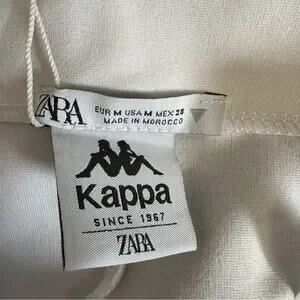 ZARA
EUR M USA M MEX 28
MADE IN MOROCCO
Kappa
SINCE 1967
ZARA